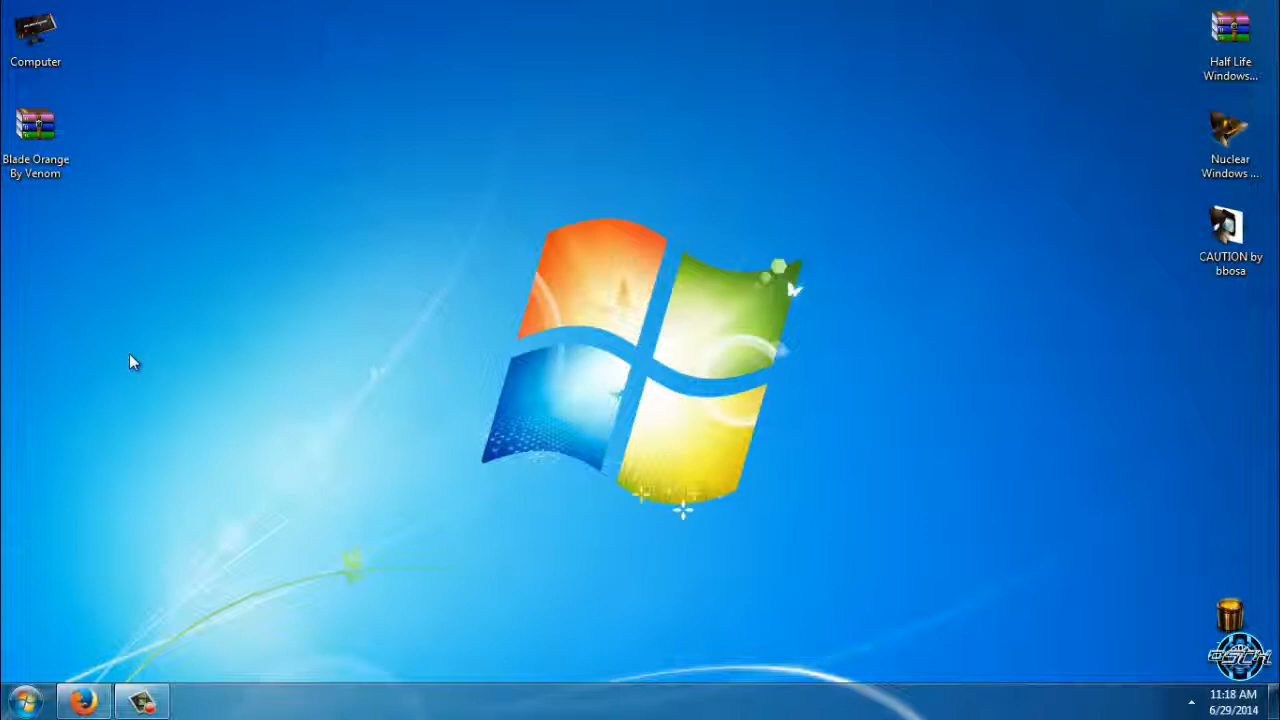 Computer
Blade Orange
By Venom
Half Life
Windows...
Nuclear
Windows ...
CAUTION by
bbosa
11:18 AM
6/29/2014